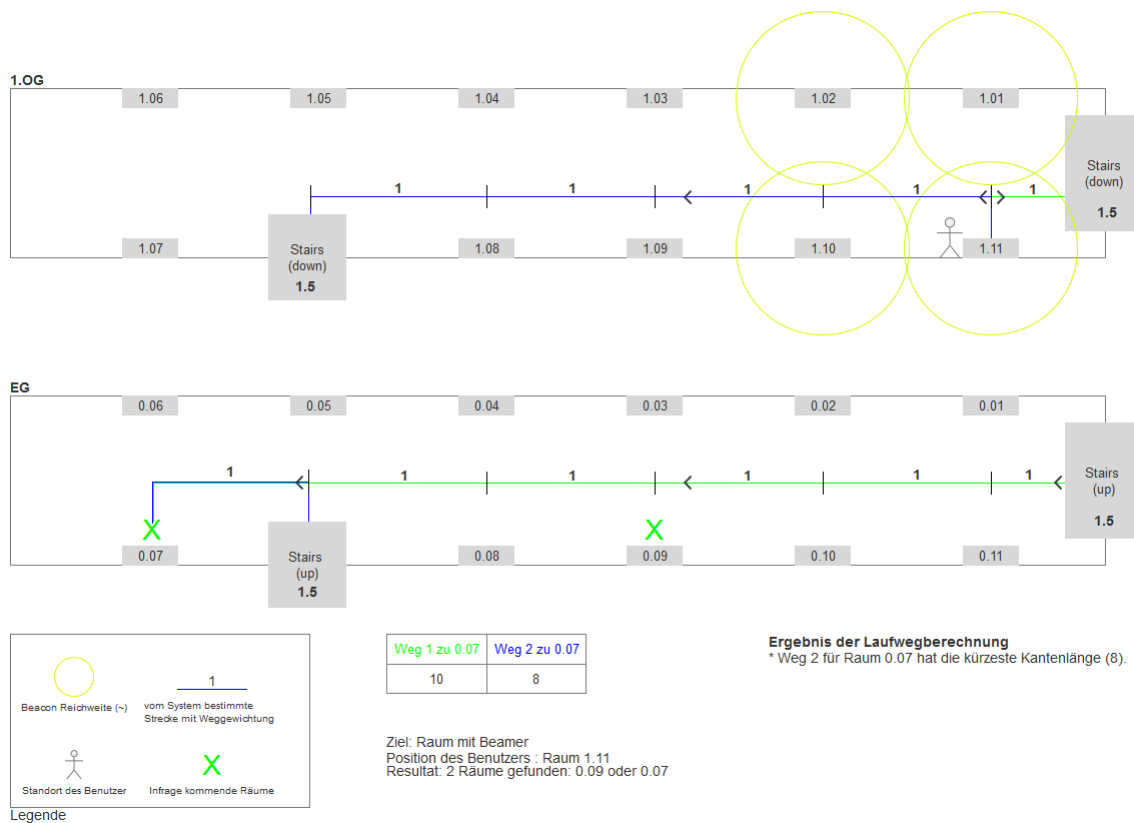 1.OG
1.06 1.05 1.04 1.03 1.02 1.01
1 1 1 1 1
Stairs
(down)
1.5
1.07
Stairs
(down)
1.5
1.08 1.09 1.10 1.11
EG
0.06 0.05 0.04 0.03 0.02 0.01
1 1 1 1 1 1
Stairs
(up)
1.5
X X
0.07
Stairs
(up)
1.5
0.08 0.09 0.10 0.11
Beacon Reichweite (~)
1
vom System bestimmte
Strecke mit Weggewichtung
Standort des Benutzer
X
Infrage kommende Räume
Legende
Weg 1 zu 0.07 Weg 2 zu 0.07
10 8
Ziel: Raum mit Beamer
Position des Benutzers : Raum 1.11
Resultat: 2 Räume gefunden: 0.09 oder 0.07
Ergebnis der Laufwegberechnung
* Weg 2 für Raum 0.07 hat die kürzeste Kantenlänge (8).